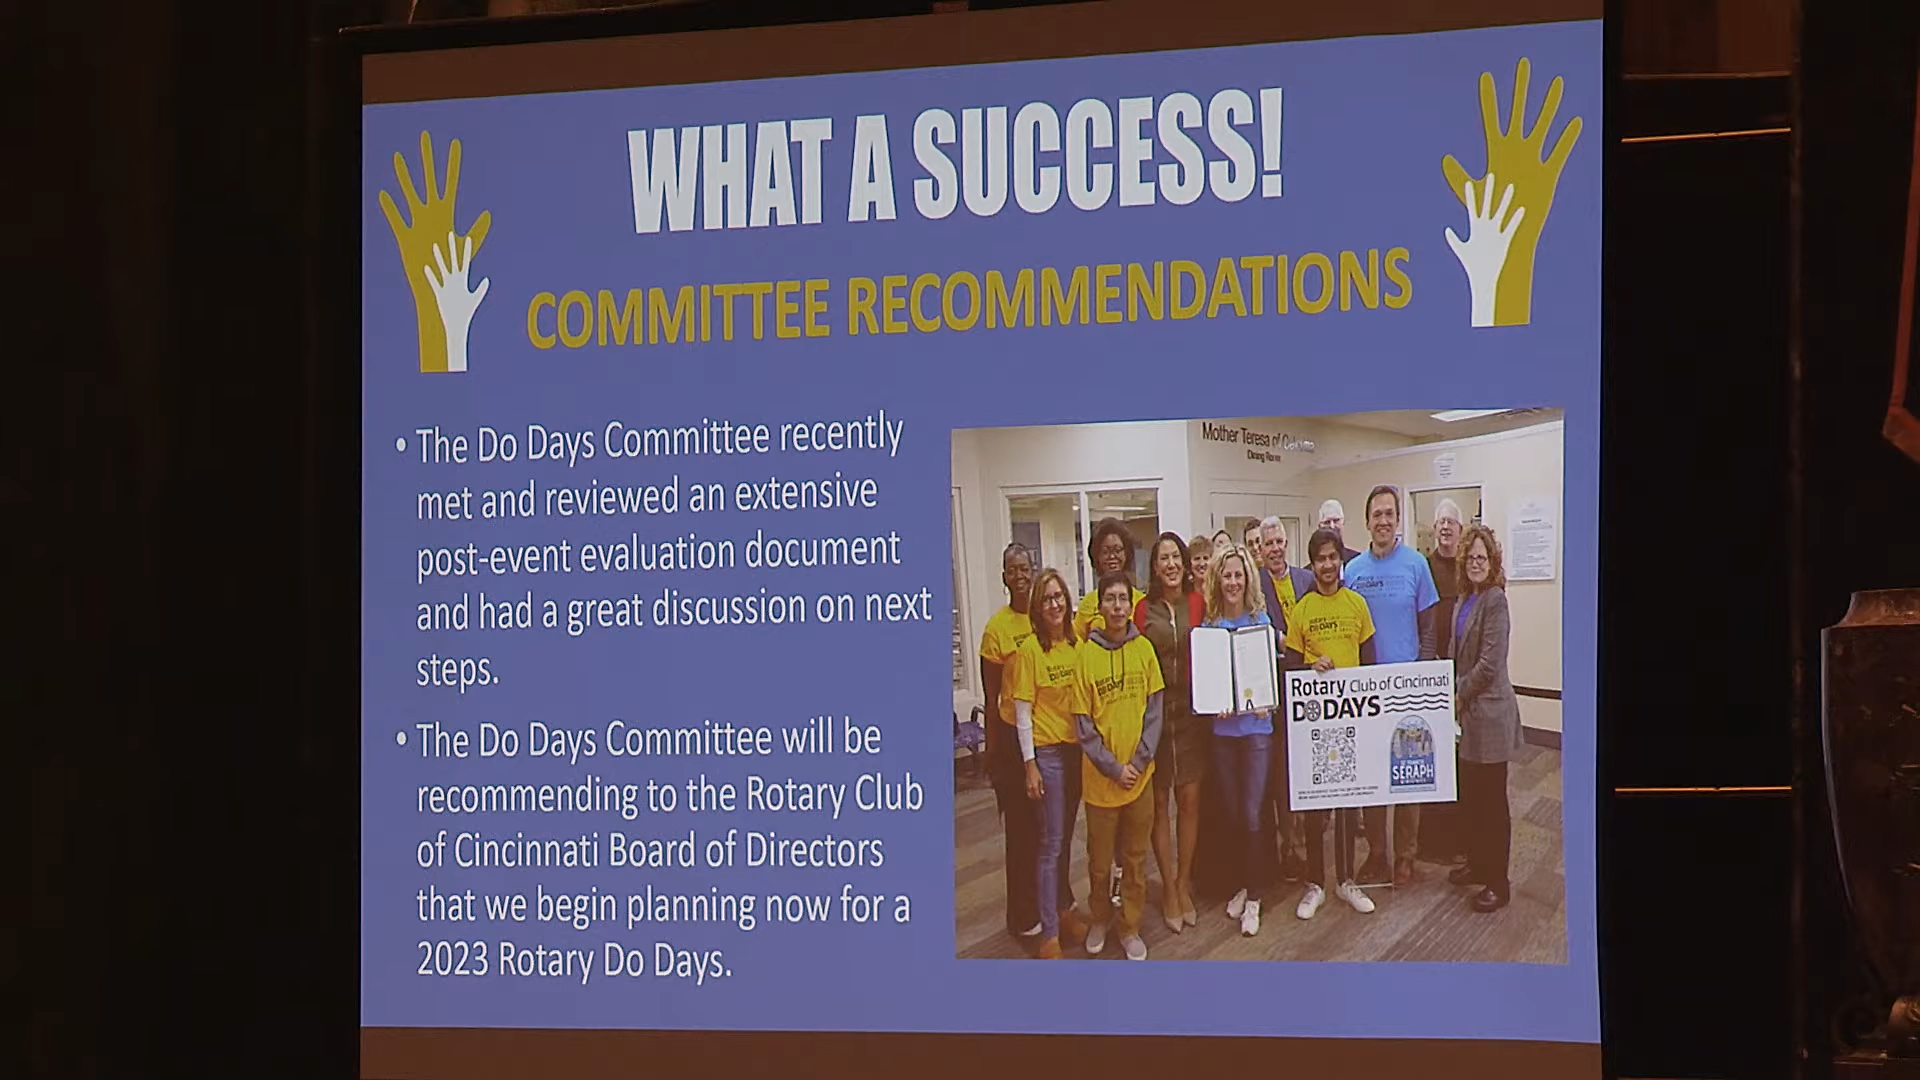 WHAT A SUCCESS!
COMMITTEE RECOMMENDATIONS
• The Do Days Committee recently
met and reviewed an extensive
post-event evaluation document
and had a great discussion on next
steps.
• The Do Days Committee will be
recommending to the Rotary Club
of Cincinnati Board of Directors
that we begin planning now for a
2023 Rotary Do Days.
Mother Teresa of
Dining Room
Rotary Club of Cincinnati
DO DAYS
SERAPH